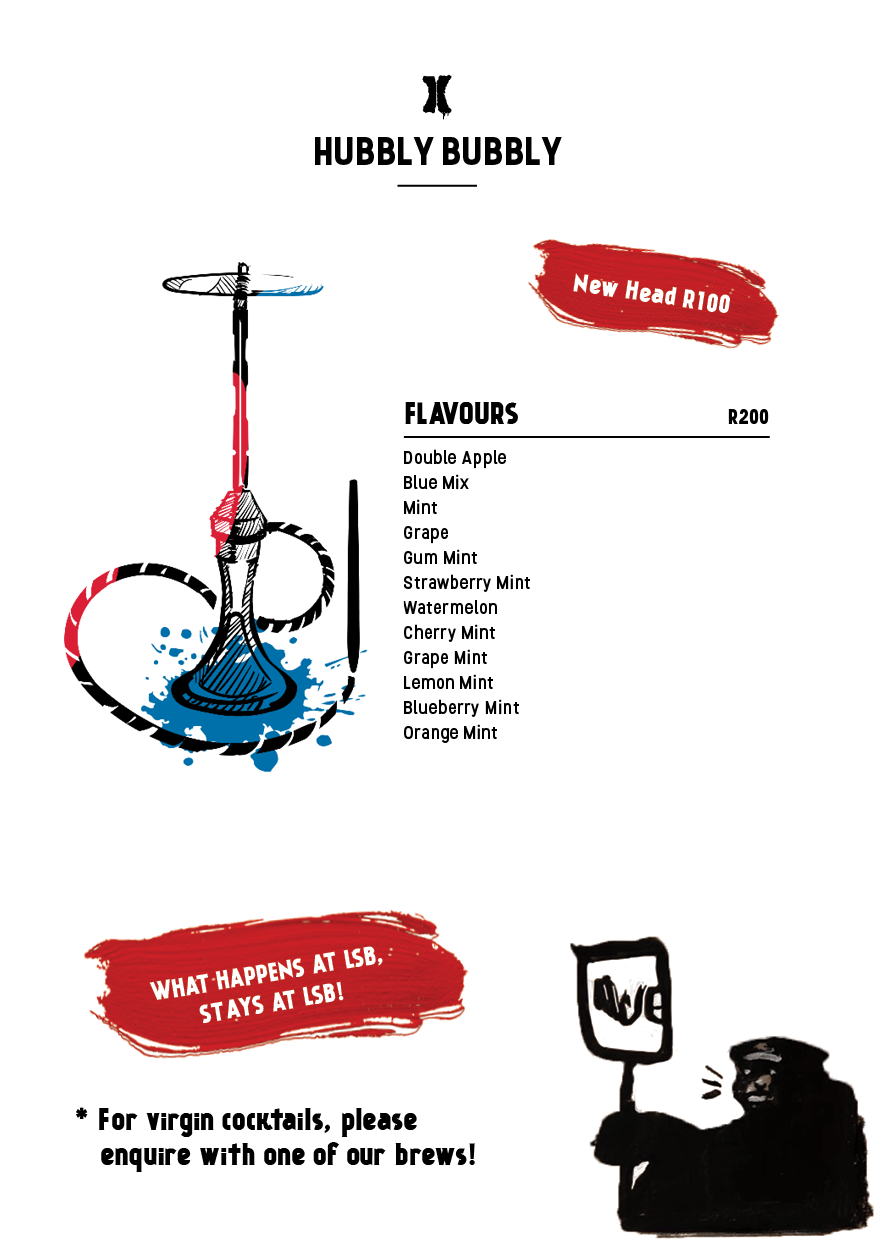 HUBBLY BUBBLY
New Head R100
FLAVOURS R200
Double Apple
Blue Mix
Mint
Grape
Gum Mint
Strawberry Mint
Watermelon
Cherry Mint
Grape Mint
Lemon Mint
Blueberry Mint
Orange Mint
WHAT HAPPENS AT LSB,
STAYS AT LSB!
* For virgin cocktails, please
enquire with one of our brews!